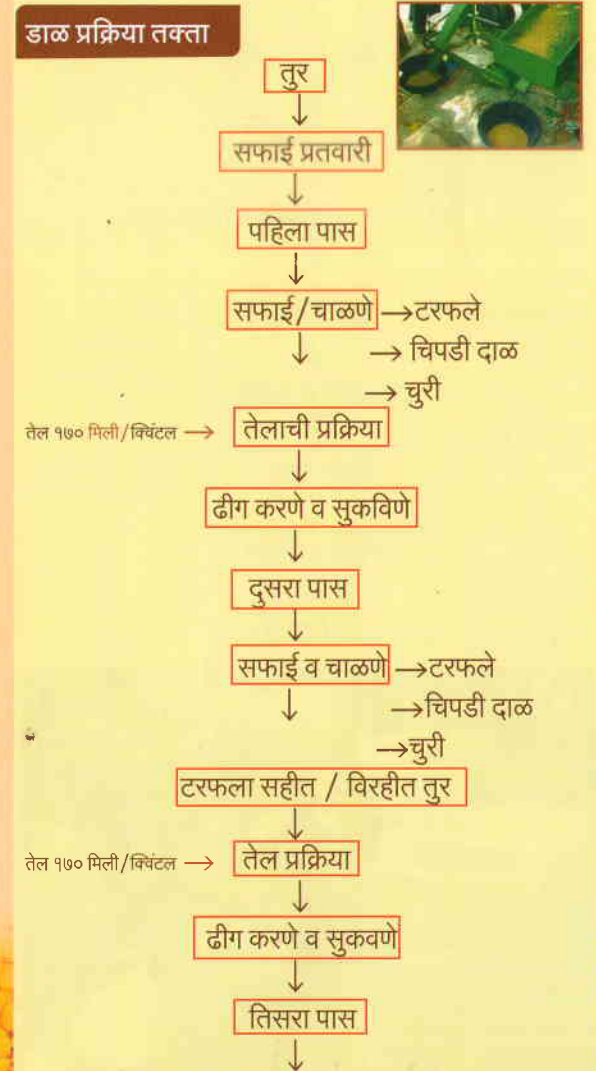 डाळ प्रक्रिया तक्ता
तुर
↓
सफाई प्रतवारी
↓
पहिला पास
↓
सफाई/चाळणे →टरफले
↓ → चिपडी दाळ
→ चुरी
तेल १७० मिली/क्विंटल → तेलाची प्रक्रिया
↓
ढीग करणे व सुकविणे
↓
दुसरा पास
↓
सफाई व चाळणे →टरफले
↓ →चिपडी दाळ
→चुरी
टरफला सहीत / विरहीत तुर
↓
तेल १७० मिली/क्विंटल → तेल प्रक्रिया
↓
ढीग करणे व सुकवणे
↓
तिसरा पास
↓